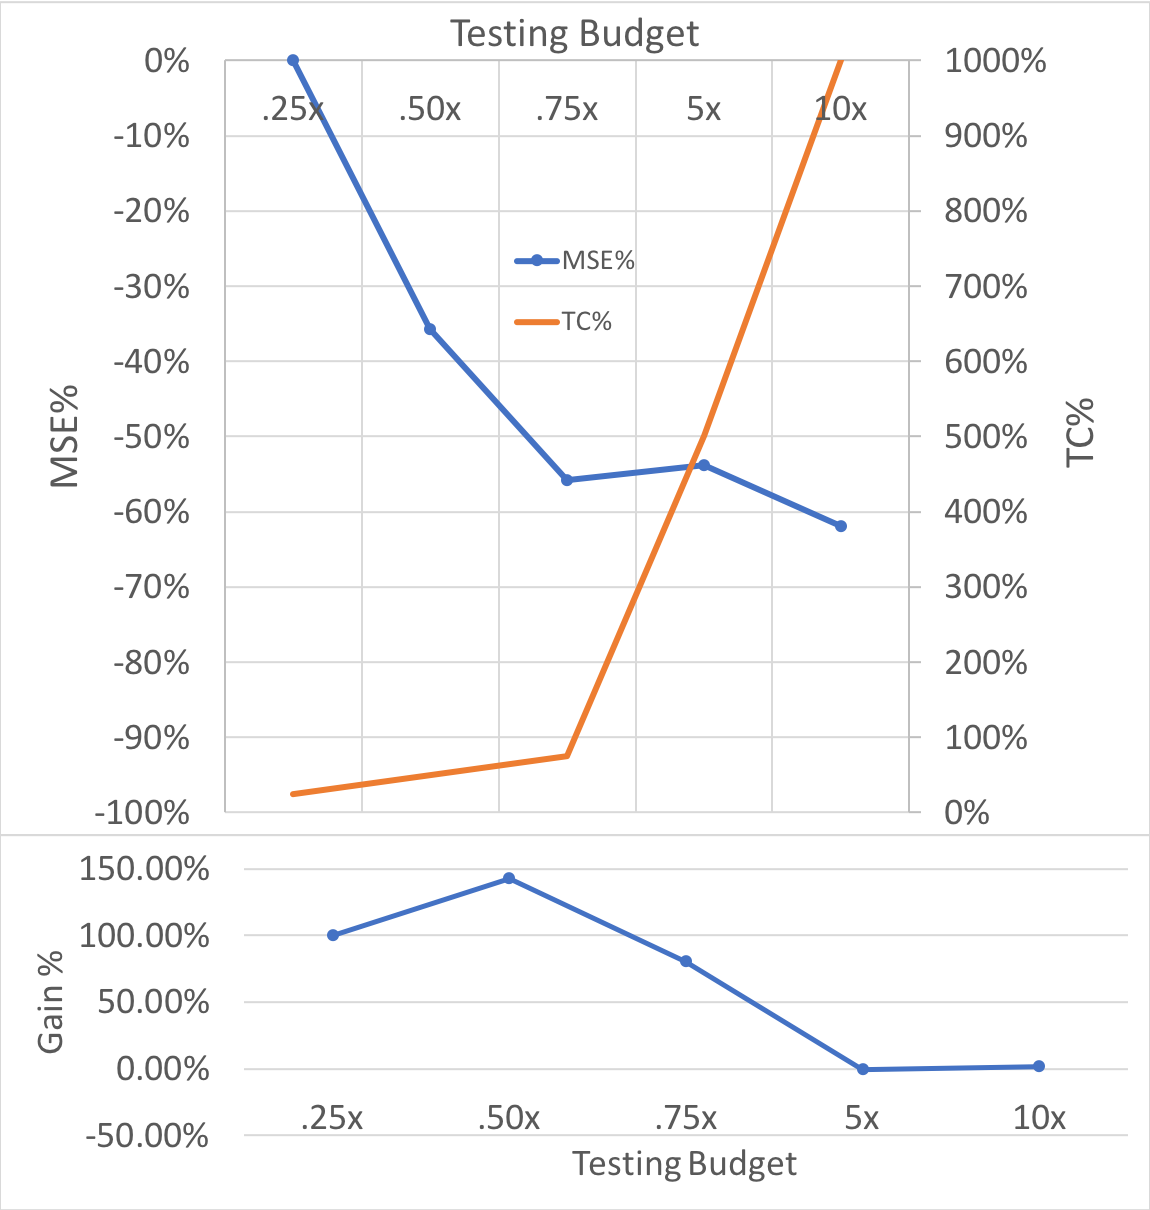 Testing Budget
0% 1000%
.25x .50x .75x 5x 10x
-10% 900%
-20% 800%
MSE%
-30% 700%
TC%
-40% 600%
MSE% TC%
-50% 500%
-60% 400%
-70% 300%
-80% 200%
-90% 100%
-100% 0%
150.00%
100.00%
Gain %
50.00%
0.00%
.25x .50x .75x 5x 10x
-50.00%
Testing Budget